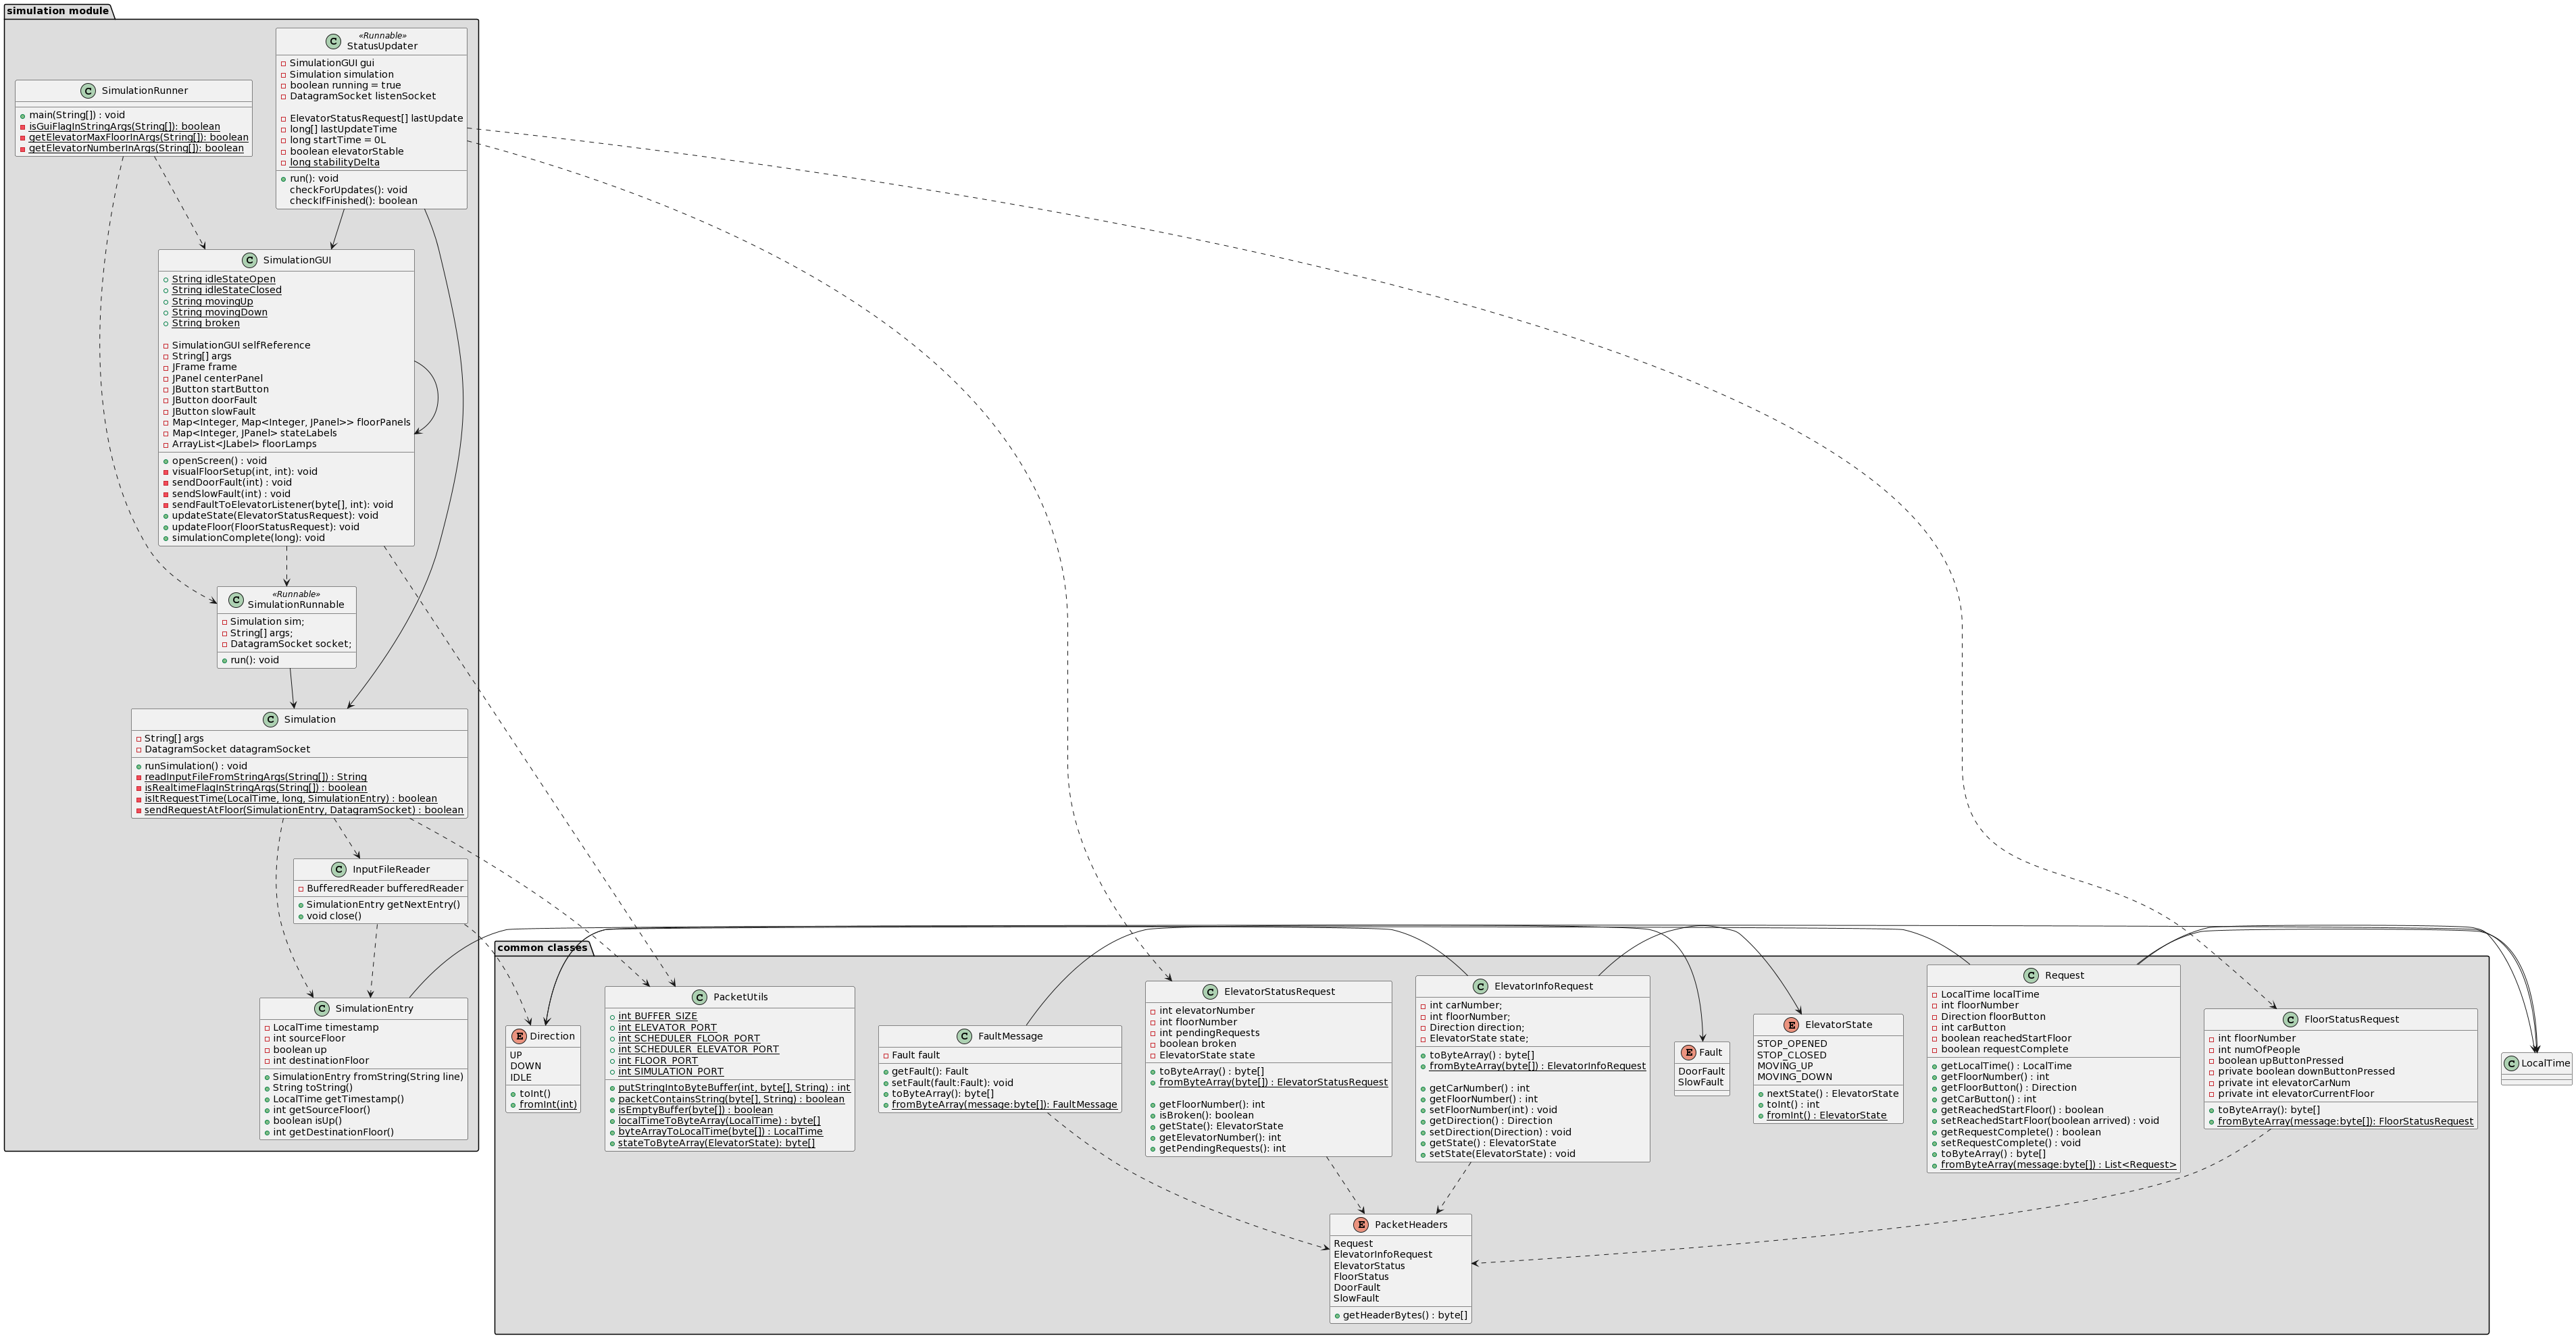 simulation module
«Runnable»
C StatusUpdater
SimulationGUI gui
Simulation simulation
boolean running = true
DatagramSocket listenSocket
ElevatorStatusRequest[] lastUpdate
long[] lastUpdateTime
long startTime = 0L
boolean elevatorStable
long stabilityDelta
run(): void
checkForUpdates(): void
checkIfFinished(): boolean
C SimulationRunner
main(String[]) : void
isGuiFlagInStringArgs(String[]): boolean
getElevatorMaxFloorInArgs(String[]): boolean
getElevatorNumberInArgs(String[]): boolean
C SimulationGUI
String idleStateOpen
String idleStateClosed
String movingUp
String movingDown
String broken
SimulationGUI selfReference
String[] args
JFrame frame
JPanel centerPanel
JButton startButton
JButton doorFault
JButton slowFault
Map<Integer, Map<Integer, JPanel>> floorPanels
Map<Integer, JPanel> stateLabels
ArrayList<JLabel> floorLamps
openScreen() : void
visualFloorSetup(int, int): void
sendDoorFault(int) : void
sendSlowFault(int) : void
sendFaultToElevatorListener(byte[], int): void
updateState(ElevatorStatusRequest): void
updateFloor(FloorStatusRequest): void
simulationComplete(long): void
«Runnable»
C SimulationRunnable
Simulation sim;
String[] args;
DatagramSocket socket;
run(): void
C Simulation
String[] args
DatagramSocket datagramSocket
runSimulation() : void
readInputFileFromStringArgs(String[]) : String
isRealtimeFlagInStringArgs(String[]) : boolean
isItRequestTime(LocalTime, long, SimulationEntry) : boolean
sendRequestAtFloor(SimulationEntry, DatagramSocket) : boolean
C InputFileReader
BufferedReader bufferedReader
SimulationEntry getNextEntry()
void close()
C SimulationEntry
LocalTime timestamp
int sourceFloor
boolean up
int destinationFloor
SimulationEntry fromString(String line)
String toString()
LocalTime getTimestamp()
int getSourceFloor()
boolean isUp()
int getDestinationFloor()
common classes
E Direction
UP
DOWN
IDLE
toInt()
fromInt(int)
C PacketUtils
int BUFFER_SIZE
int ELEVATOR_PORT
int SCHEDULER_FLOOR_PORT
int SCHEDULER_ELEVATOR_PORT
int FLOOR_PORT
int SIMULATION_PORT
putStringIntoByteBuffer(int, byte[], String) : int
packetContainsString(byte[], String) : boolean
isEmptyBuffer(byte[]) : boolean
localTimeToByteArray(LocalTime) : byte[]
byteArrayToLocalTime(byte[]) : LocalTime
stateToByteArray(ElevatorState): byte[]
C FaultMessage
Fault fault
getFault(): Fault
setFault(fault:Fault): void
toByteArray(): byte[]
fromByteArray(message:byte[]): FaultMessage
C ElevatorStatusRequest
int elevatorNumber
int floorNumber
int pendingRequests
boolean broken
ElevatorState state
toByteArray() : byte[]
fromByteArray(byte[]) : ElevatorStatusRequest
getFloorNumber(): int
isBroken(): boolean
getState(): ElevatorState
getElevatorNumber(): int
getPendingRequests(): int
C ElevatorInfoRequest
int carNumber;
int floorNumber;
Direction direction;
ElevatorState state;
toByteArray() : byte[]
fromByteArray(byte[]) : ElevatorInfoRequest
getCarNumber() : int
getFloorNumber() : int
setFloorNumber(int) : void
getDirection() : Direction
setDirection(Direction) : void
getState() : ElevatorState
setState(ElevatorState) : void
E Fault
DoorFault
SlowFault
E ElevatorState
STOP_OPENED
STOP_CLOSED
MOVING_UP
MOVING_DOWN
nextState() : ElevatorState
toInt() : int
fromInt() : ElevatorState
C Request
LocalTime localTime
int floorNumber
Direction floorButton
int carButton
boolean reachedStartFloor
boolean requestComplete
getLocalTime() : LocalTime
getFloorNumber() : int
getFloorButton() : Direction
getCarButton() : int
getReachedStartFloor() : boolean
setReachedStartFloor(boolean arrived) : void
getRequestComplete() : boolean
setRequestComplete() : void
toByteArray() : byte[]
fromByteArray(message:byte[]) : List<Request>
C FloorStatusRequest
int floorNumber
int numOfPeople
boolean upButtonPressed
private boolean downButtonPressed
private int elevatorCarNum
private int elevatorCurrentFloor
toByteArray(): byte[]
fromByteArray(message:byte[]): FloorStatusRequest
C LocalTime
E PacketHeaders
Request
ElevatorInfoRequest
ElevatorStatus
FloorStatus
DoorFault
SlowFault
getHeaderBytes() : byte[]